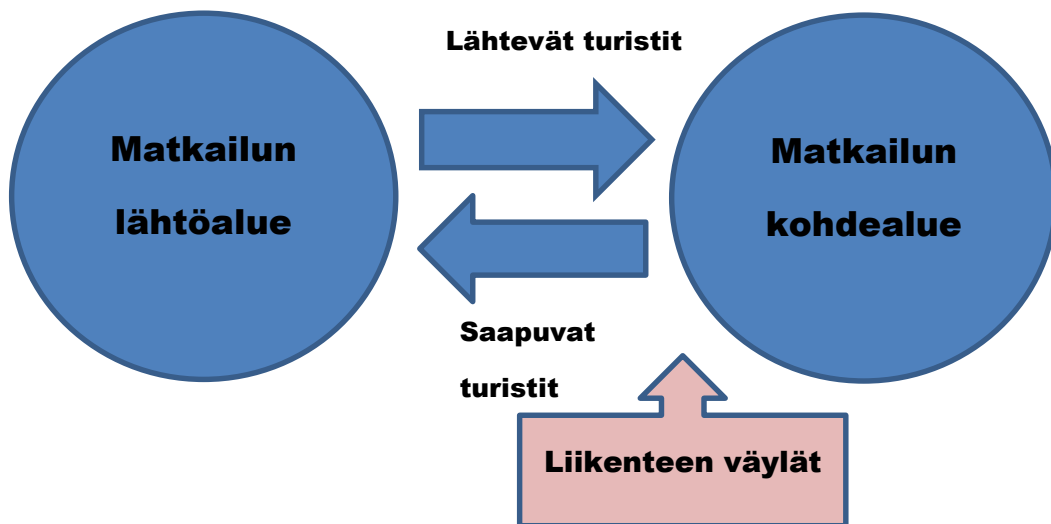 Lähtevät turistit
Matkailun
lähtöalue
Matkailun
kohdealue
Saapuvat
turistit
Liikenteen väylät